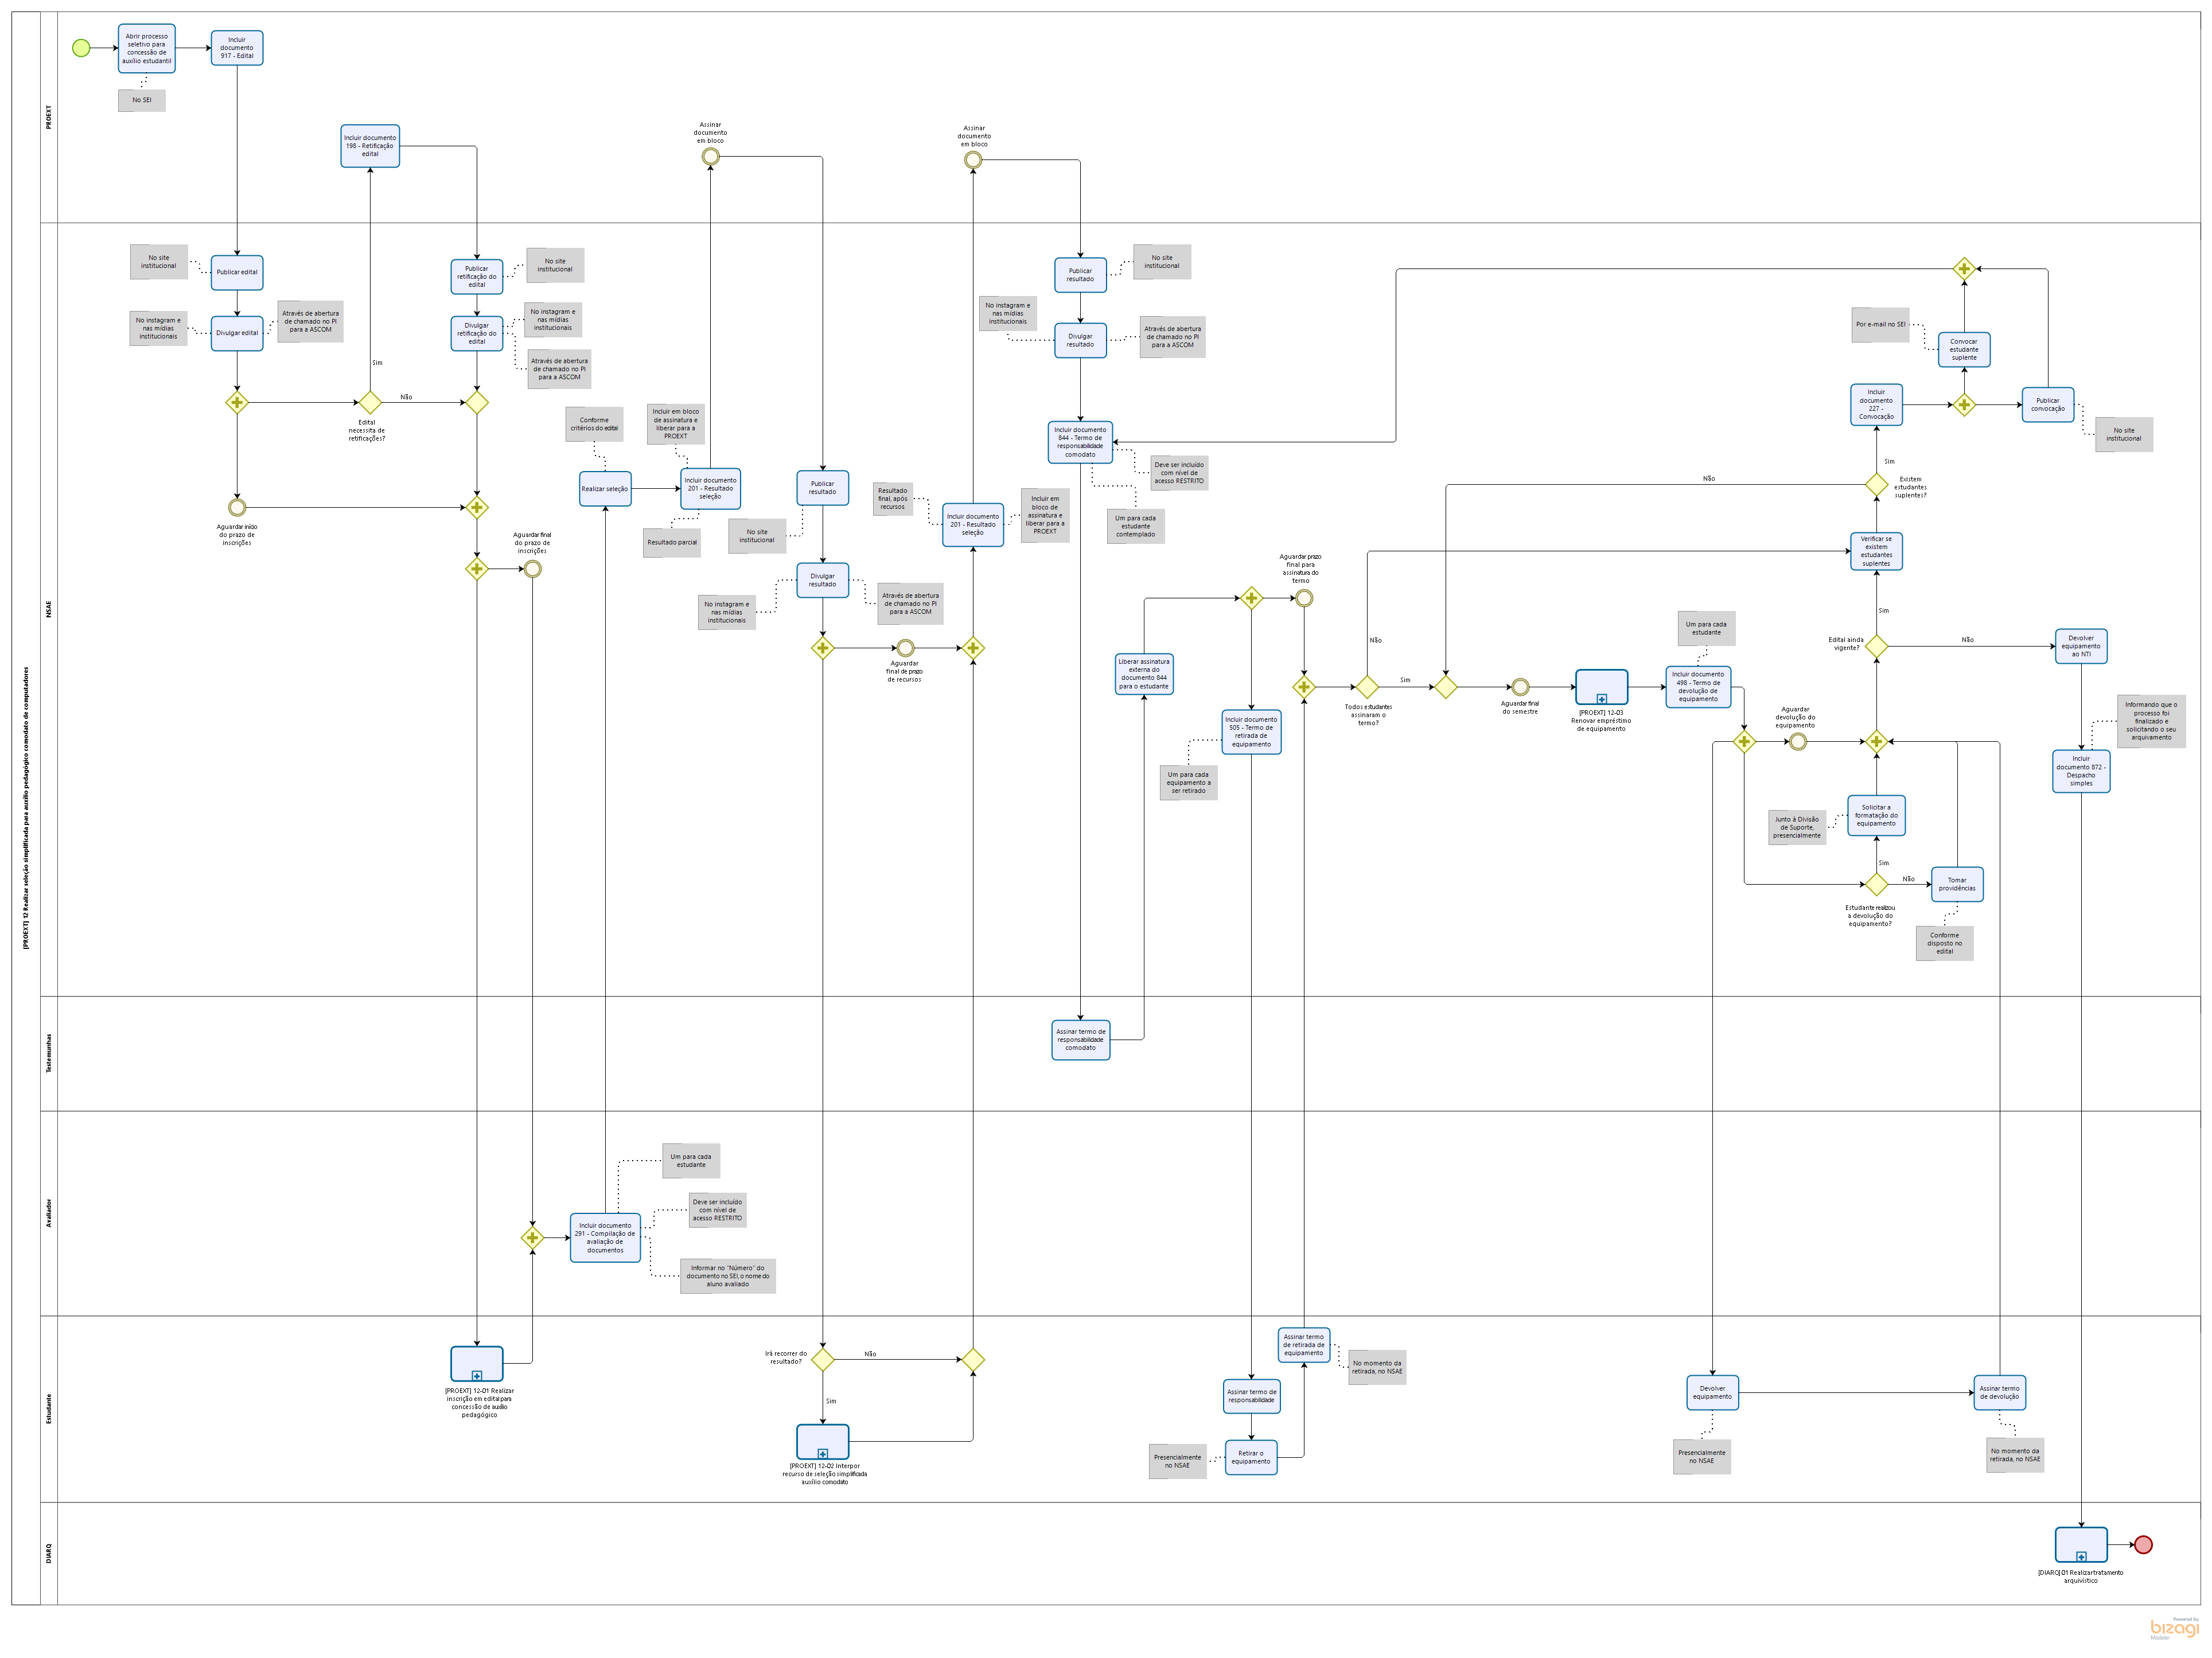 [PROEXT] 12 Realizar seleção simplificada para auxílio pedagógico comodato de computadores
PROEXT
Abrir processo
seletivo para
concessão de
auxílio estudantil
No SEI
Incluir
documento
917 - Edital
Incluir documento
198 - Retificação
edital
Assinar
documento
em bloco
Assinar
documento
em bloco
NSAE
No site
institucional
Publicar edital
No instagram e
nas mídias
institucionais
Divulgar edital
Através de abertura
de chamado no PI
para a ASCOM
Sim
Não
Edital
necessita de
retificações?
Aguardar início
do prazo de
inscrições
Publicar
retificação do
edital
No site
institucional
Divulgar
retificação do
edital
No instagram e
nas mídias
institucionais
Através de abertura
de chamado no PI
para a ASCOM
Aguardar final
do prazo de
inscrições
Conforme
critérios do edital
Realizar seleção
Incluir em bloco
de assinatura e
liberar para a
PROEXT
Incluir documento
201 - Resultado
seleção
Resultado parcial
Publicar
resultado
No site
institucional
Divulgar
resultado
No instagram e
nas mídias
institucionais
Através de abertura
de chamado no PI
para a ASCOM
Aguardar
final de prazo
de recursos
Resultado
final, após
recursos
Incluir documento
201 - Resultado
seleção
Incluir em
bloco de
assinatura e
liberar para a
PROEXT
Publicar
resultado
No site
institucional
No instagram e
nas mídias
institucionais
Divulgar
resultado
Através de abertura
de chamado no PI
para a ASCOM
Incluir documento
844 - Termo de
responsabilidade
comodato
Deve ser incluído
com nível de
acesso RESTRITO
Um para cada
estudante
contemplado
Liberar assinatura
externa do
documento 844
para o estudante
Incluir documento
505 - Termo de
retirada de
equipamento
Um para cada
equipamento a
ser retirado
Aguardar prazo
final para
assinatura do
termo
Não
Sim
Todos estudantes
assinaram o
termo?
Aguardar final
do semestre
[PROEXT] 12-03
Renovar empréstimo
de equipamento
Um para cada
estudante
Incluir documento
498 - Termo de
devolução de
equipamento
Aguardar
devolução do
equipamento
Por e-mail no SEI
Convocar
estudante
suplente
Incluir
documento
227 -
Convocação
Publicar
convocação
No site
institucional
Sim
Não
Existem
estudantes
suplentes?
Verificar se
existem
estudantes
suplentes
Sim
Edital ainda
vigente?
Não
Devolver
equipamento
ao NTI
Informando que o
processo foi
finalizado e
solicitando o seu
arquivamento
Incluir
documento 872 -
Despacho
simples
Junto à Divisão
de Suporte,
presencialmente
Solicitar a
formatação do
equipamento
Sim
Não
Estudante realizou
a devolução do
equipamento?
Tomar
providências
Conforme
disposto no
edital
Testemunhas
Assinar termo de
responsabilidade
comodato
Avaliador
Um para cada
estudante
Deve ser incluído
com nível de
acesso RESTRITO
Incluir documento
291 - Compilação de
avaliação de
documentos
Informar no "Número" do
documento no SEI, o nome do
aluno avaliado
Estudante
[PROEXT] 12-01 Realizar
inscrição em edital para
concessão de auxílio
pedagógico
Irá recorrer do
resultado?
Não
Sim
[PROEXT] 12-02 Interpor
recurso de seleção simplificada
auxílio comodato
Assinar termo
de retirada de
equipamento
No momento da
retirada, no NSAE
Assinar termo de
responsabilidade
Presencialmente
no NSAE
Retirar o
equipamento
Devolver
equipamento
Presencialmente
no NSAE
Assinar termo
de devolução
No momento da
retirada, no NSAE
DIARQ
[DIARQ] 01 Realizar tratamento
arquivístico
Powered by
bizagi
Modeler